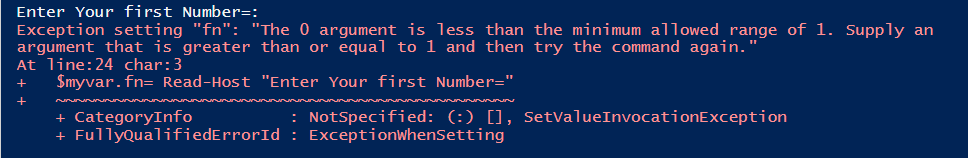 Enter Your first Number=:
Exception setting "fn": "The 0 argument is less than the minimum allowed range of 1. Supply an
argument that is greater than or equal to 1 and then try the command again."
At line:24 char:3
+   $myvar.fn= Read-Host "Enter Your first Number="
+   ~~~~~~~~~~~~~~~~~~~~~~~~~~~~~~~~~~~~~~~~~~~~~~~
    + CategoryInfo          : NotSpecified: (:) [], SetValueInvocationException
    + FullyQualifiedErrorId : ExceptionWhenSetting